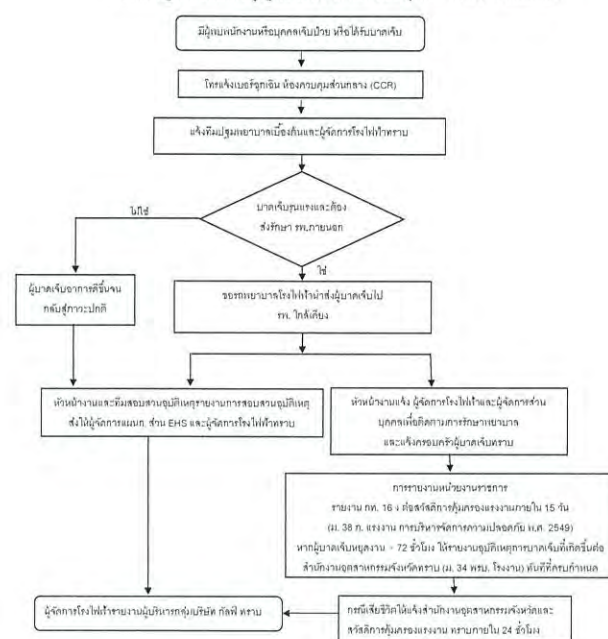 มีผู้พบพนักงานหรือบุคคลเจ็บป่วย หรือได้รับบาดเจ็บ
โทรแจ้งเบอร์ฉุกเฉิน ห้องควบคุมส่วนกลาง (CCR)
แจ้งทีมปฐมพยาบาลเบื้องต้นและผู้จัดการโรงไฟฟ้าทราบ
บาดเจ็บรุนแรงและต้อง
ส่งรักษา รพ.ภายนอก
ไม่ใช่
ใช่
ผู้บาดเจ็บอาการดีขึ้นจน
กลับสู่ภาวะปกติ
ขอรถพยาบาลโรงไฟฟ้านำส่งผู้บาดเจ็บไป
รพ. ใกล้เคียง
หัวหน้างานและทีมสอบสวนอุบัติเหตุรายงานการสอบสวนอุบัติเหตุ
ส่งให้ผู้จัดการแผนก ส่วน EHS และผู้จัดการโรงไฟฟ้าทราบ
หัวหน้างานแจ้ง ผู้จัดการโรงไฟฟ้าและผู้จัดการส่วน
บุคคลเพื่อติดตามการรักษาพยาบาล
และแจ้งครอบครัวผู้บาดเจ็บทราบ
การรายงานหน่วยงานราชการ
รายงาน กท. 16 ง ต่อสวัสดิการคุ้มครองแรงงานภายใน 15 วัน
(ม. 38 ก. แรงงาน การบริหารจัดการความปลอดภัย พ.ศ. 2549)
หากผู้บาดเจ็บหยุดงาน 72 ชั่วโมง ให้รายงานอุบัติเหตุการบาดเจ็บที่เกิดขึ้นต่อ
สำนักงานอุตสาหกรรมจังหวัดทราบ (ม. 34 พรบ. โรงงาน) ทันทีที่ครบกำหนด
ผู้จัดการโรงไฟฟ้ารายงานผู้บริหารกลุ่มบริษัท กัลฟ์ ทราบ
กรณีเสียชีวิตให้แจ้งสำนักงานอุตสาหกรรมจังหวัดและ
สวัสดิการคุ้มครองแรงงาน ทราบภายใน 24 ชั่วโมง